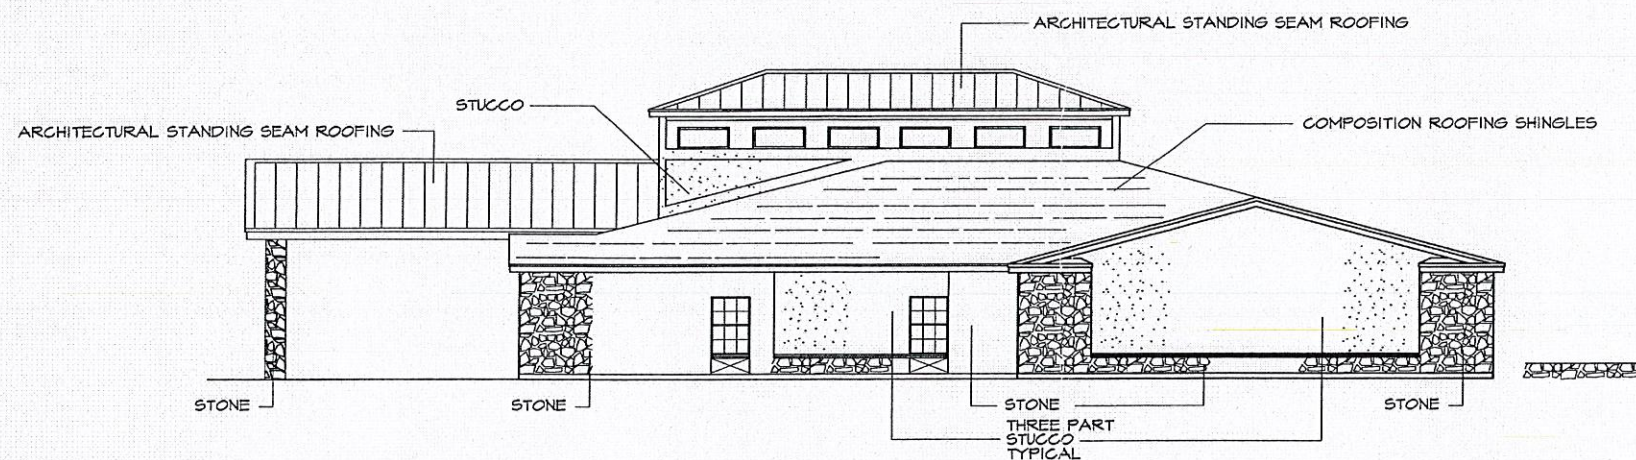 ARCHITECTURAL STANDING SEAM ROOFING
STUCCO
ARCHITECTURAL STANDING SEAM ROOFING
COMPOSITION ROOFING SHINGLES
STONE
STONE
STONE
STONE
THREE PART
STUCCO
TYPICAL